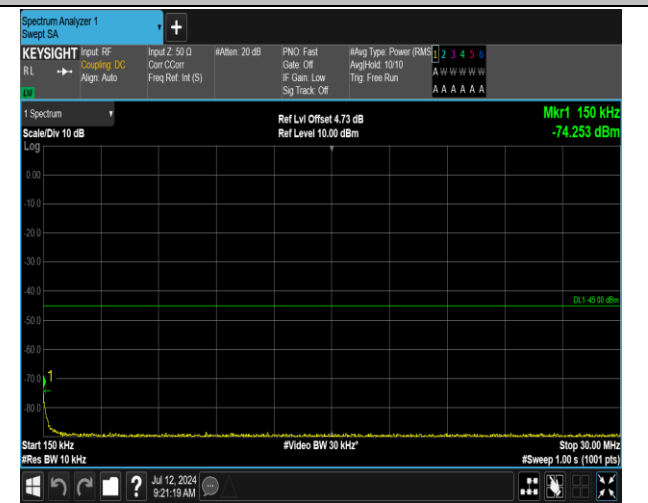 Spectrum Analyzer 1
Swept SA
+
KEYSIGHT Input: RF Input Z: 50 Ω #Atten: 20 dB PNO: Fast #Avg Type: Power (RMS 1 2 3 4 5 6
RL Coupling: DC Corr CCorr Gate: Off Avg|Hold: 10/10 A W W W W W
Align: Auto Freq Ref: Int (S) IF Gain: Low Trig: Free Run
Sig Track: Off A A A A A A
1 Spectrum Ref Lvl Offset 4.73 dB Mkr1 150 kHz
Scale/Div 10 dB Ref Level 10.00 dBm -74.253 dBm
Log
0.00
-10.0
-20.0
-30.0
-40.0
DL1 -45.00 dBm
-50.0
-60.0
1
-70.0
-80.0
Start 150 kHz #Video BW 30 kHz* Stop 30.00 MHz
#Res BW 10 kHz #Sweep 1.00 s (1001 pts)
? Jul 12, 2024
9:21:19 AM